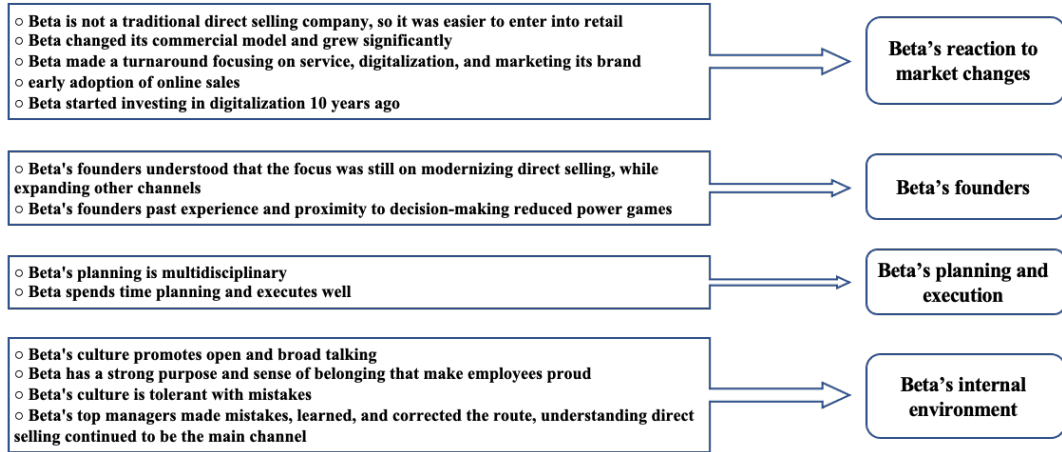 ○ Beta is not a traditional direct selling company, so it was easier to enter into retail
○ Beta changed its commercial model and grew significantly
○ Beta made a turnaround focusing on service, digitalization, and marketing its brand
○ early adoption of online sales
○ Beta started investing in digitalization 10 years ago
Beta’s reaction to
market changes
○ Beta's founders understood that the focus was still on modernizing direct selling, while
expanding other channels
○ Beta's founders past experience and proximity to decision-making reduced power games
Beta’s founders
○ Beta's planning is multidisciplinary
○ Beta spends time planning and executes well
Beta’s planning and
execution
○ Beta's culture promotes open and broad talking
○ Beta has a strong purpose and sense of belonging that make employees proud
○ Beta's culture is tolerant with mistakes
○ Beta's top managers made mistakes, learned, and corrected the route, understanding direct
selling continued to be the main channel
Beta’s internal
environment